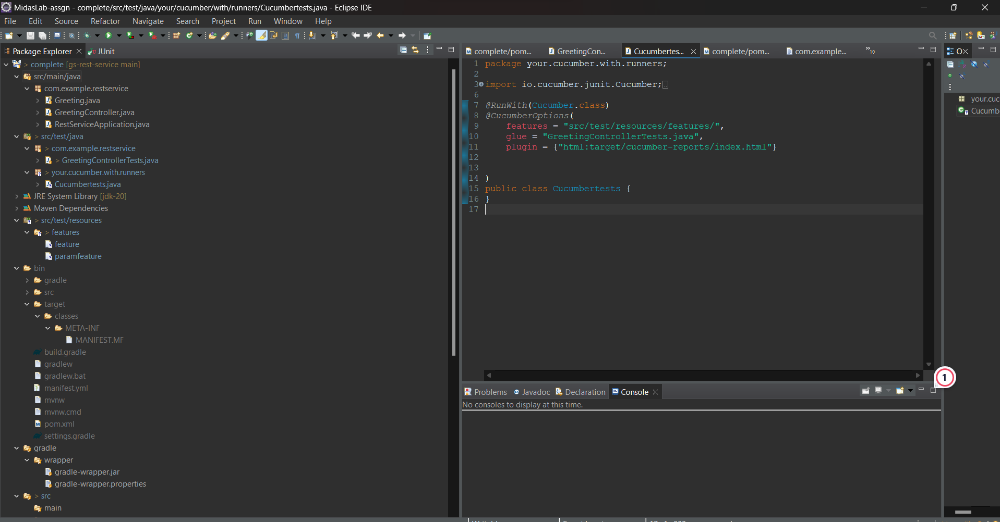 MidasLab-assgn - complete/src/test/java/your/cucumber/with/runners/Cucumbertests.java - Eclipse IDE
File Edit Source Refactor Navigate Search Project Run Window Help
Package Explorer JUnit
> complete [gs-rest-service main]
src/main/java
com.example.restservice
Greeting.java
GreetingController.java
RestServiceApplication.java
> src/test/java
> com.example.restservice
> GreetingControllerTests.java
> your.cucumber.with.runners
Cucumbertests.java
JRE System Library [jdk-20]
Maven Dependencies
> src/test/resources
> features
feature
paramfeature
bin
gradle
src
target
classes
META-INF
MANIFEST.MF
build.gradle
gradlew
gradlew.bat
manifest.yml
mvnw
mvnw.cmd
pom.xml
settings.gradle
gradle
wrapper
gradle-wrapper.jar
gradle-wrapper.properties
> src
main
complete/pom... GreetingCon... Cucumbertes... complete/pom... com.example... »10
1 package your.cucumber.with.runners;
2
3 import io.cucumber.junit.Cucumber;
6
7 @RunWith(Cucumber.class)
8 @CucumberOptions(
9 features = "src/test/resources/features/",
10 glue = "GreetingControllerTests.java",
11 plugin = {"html:target/cucumber-reports/index.html"}
12
13
14 )
15 public class Cucumbertests {
16 }
17
O
your.cuc
Cucumb
1
Problems Javadoc Declaration Console
No consoles to display at this time.